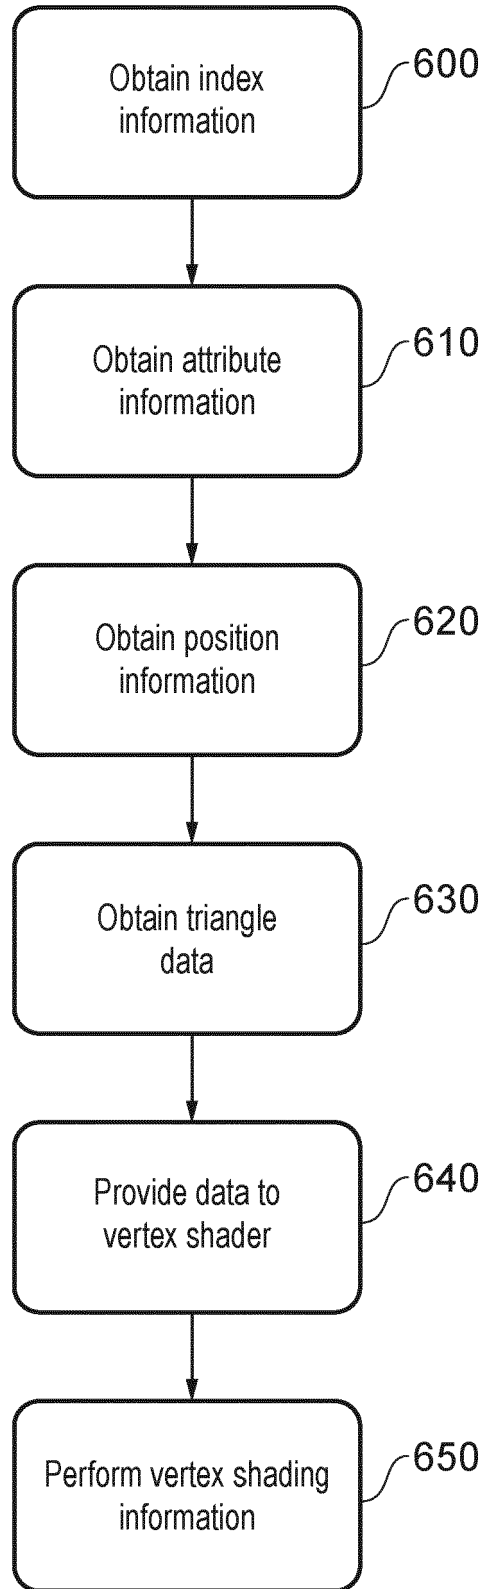 Obtain index
information
600
Obtain attribute
information
610
Obtain position
information
620
Obtain triangle
data
630
Provide data to
vertex shader
640
Perform vertex shading
information
650